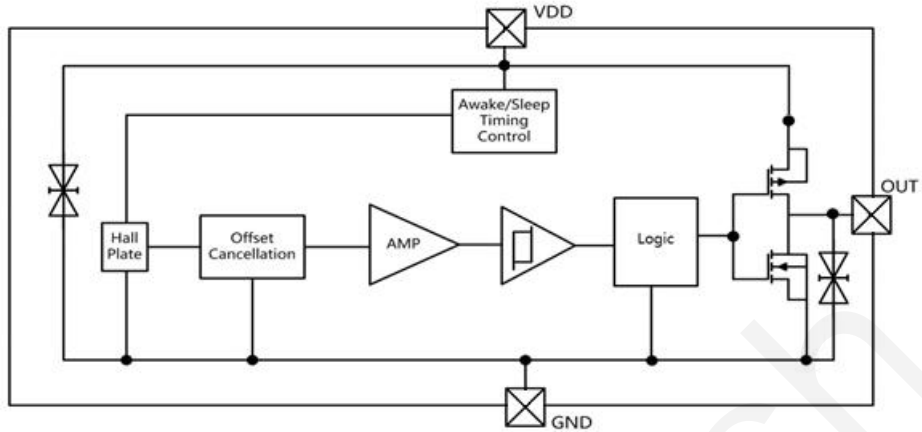 VDD
Awake/Sleep
Timing
Control
OUT
Hall
Plate
Offset
Cancellation
AMP
Logic
GND